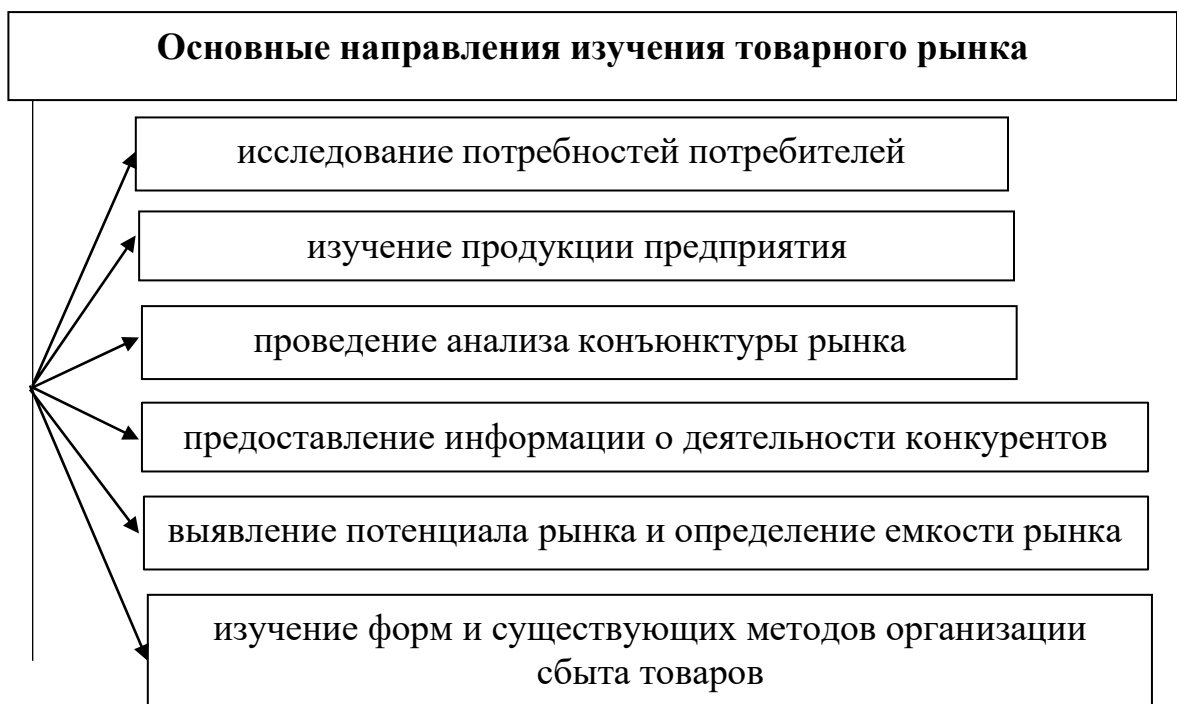 Основные направления изучения товарного рынка
исследование потребностей потребителей
изучение продукции предприятия
проведение анализа конъюнктуры рынка
предоставление информации о деятельности конкурентов
выявление потенциала рынка и определение емкости рынка
изучение форм и существующих методов организации
сбыта товаров